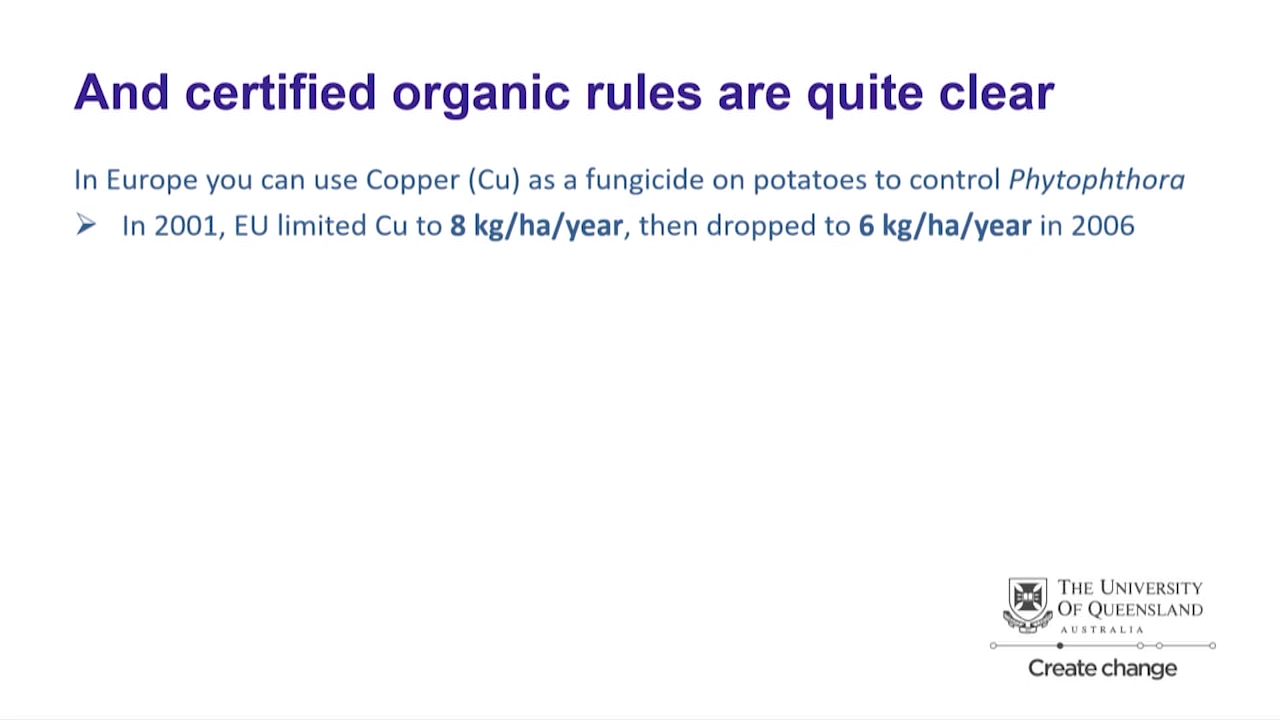 And certified organic rules are quite clear
In Europe you can use Copper (Cu) as a fungicide on potatoes to control Phytophthora
➢ In 2001, EU limited Cu to 8 kg/ha/year, then dropped to 6 kg/ha/year in 2006
THE UNIVERSITY
OF QUEENSLAND
AUSTRALIA
Create change